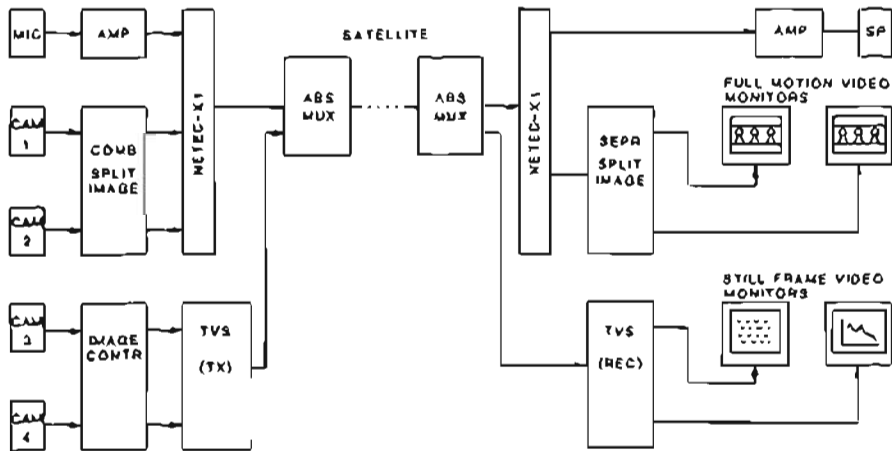 MIC
AMP
CAM
1
COMB
SPLIT
IMAGE
CAM
2
NETEC-X1
SATELLITE
ABS
MUX
ABS
MUX
NETEC-X1
AMP
SP
FULL MOTION VIDEO
MONITORS
SEPR
SPLIT
IMAGE
CAM
3
IMAGE
CONTR
CAM
4
TVS
(TX)
STILL FRAME VIDEO
MONITORS
TVS
(REC)